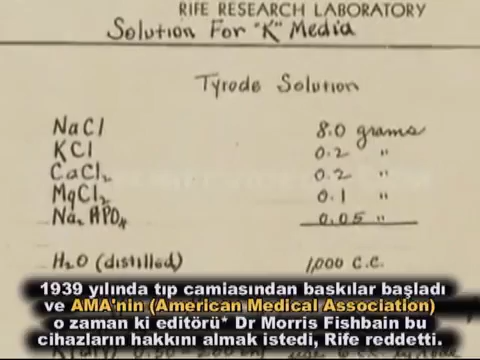 RIFE RESEARCH LABORATORY
Solution For "K" Media
Tyrode Solution
NaCl 8.0 grams
KCl 0.2 "
CaCl₂ 0.2 "
MgCl₂ 0.1 "
Na₂HPO₄ 0.05 "
H₂O (distilled) 1,000 c.c.
1939 yılında tıp camiasından baskılar başladı
ve AMA'nin (American Medical Association)
o zaman ki editörü* Dr Morris Fishbain bu
cihazların hakkını almak istedi, Rife reddetti.